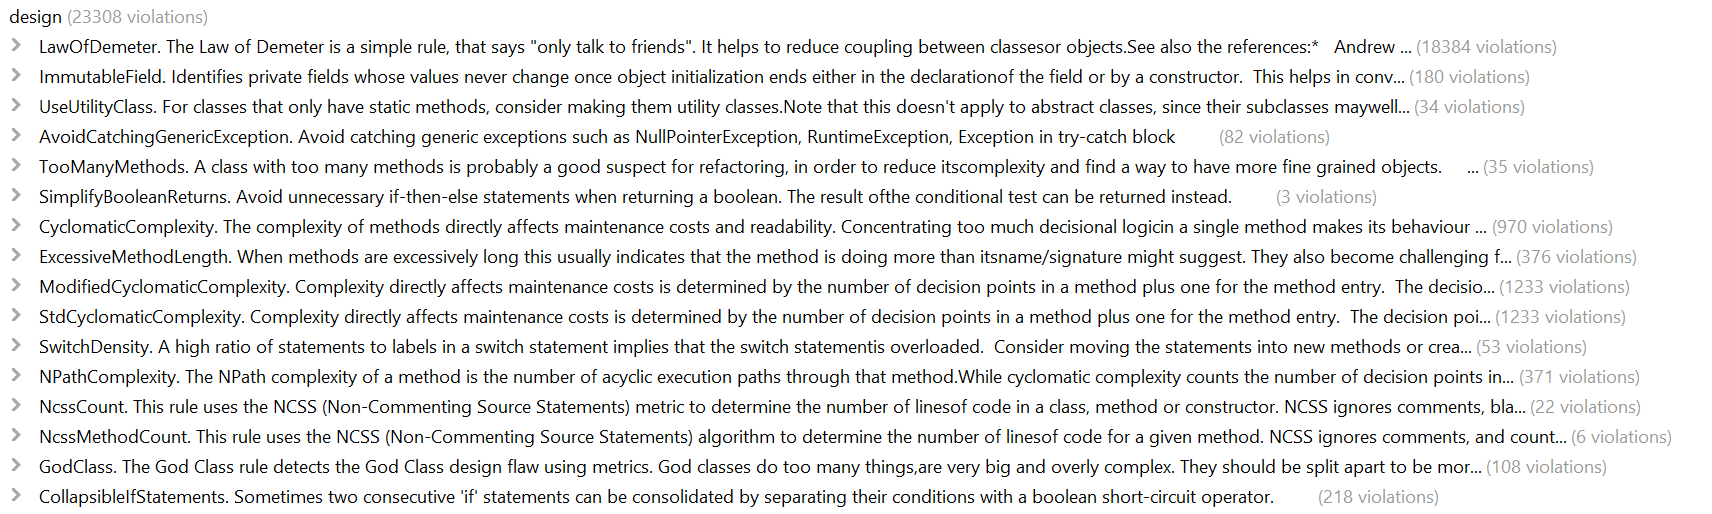 design (23308 violations)
LawOfDemeter. The Law of Demeter is a simple rule, that says "only talk to friends". It helps to reduce coupling between classesor objects.See also the references:* Andrew ... (18384 violations)
ImmutableField. Identifies private fields whose values never change once object initialization ends either in the declarationof the field or by a constructor. This helps in conv... (180 violations)
UseUtilityClass. For classes that only have static methods, consider making them utility classes.Note that this doesn't apply to abstract classes, since their subclasses maywell... (34 violations)
AvoidCatchingGenericException. Avoid catching generic exceptions such as NullPointerException, RuntimeException, Exception in try-catch block (82 violations)
TooManyMethods. A class with too many methods is probably a good suspect for refactoring, in order to reduce itscomplexity and find a way to have more fine grained objects. ... (35 violations)
SimplifyBooleanReturns. Avoid unnecessary if-then-else statements when returning a boolean. The result ofthe conditional test can be returned instead. (3 violations)
CyclomaticComplexity. The complexity of methods directly affects maintenance costs and readability. Concentrating too much decisional logicin a single method makes its behaviour ... (970 violations)
ExcessiveMethodLength. When methods are excessively long this usually indicates that the method is doing more than itsname/signature might suggest. They also become challenging f... (376 violations)
ModifiedCyclomaticComplexity. Complexity directly affects maintenance costs is determined by the number of decision points in a method plus one for the method entry. The decisio... (1233 violations)
StdCyclomaticComplexity. Complexity directly affects maintenance costs is determined by the number of decision points in a method plus one for the method entry. The decision poi... (1233 violations)
SwitchDensity. A high ratio of statements to labels in a switch statement implies that the switch statementis overloaded. Consider moving the statements into new methods or crea... (53 violations)
NPathComplexity. The NPath complexity of a method is the number of acyclic execution paths through that method.While cyclomatic complexity counts the number of decision points in... (371 violations)
NcssCount. This rule uses the NCSS (Non-Commenting Source Statements) metric to determine the number of linesof code in a class, method or constructor. NCSS ignores comments, bla... (22 violations)
NcssMethodCount. This rule uses the NCSS (Non-Commenting Source Statements) algorithm to determine the number of linesof code for a given method. NCSS ignores comments, and count... (6 violations)
GodClass. The God Class rule detects the God Class design flaw using metrics. God classes do too many things,are very big and overly complex. They should be split apart to be mor... (108 violations)
CollapsibleIfStatements. Sometimes two consecutive 'if' statements can be consolidated by separating their conditions with a boolean short-circuit operator. (218 violations)